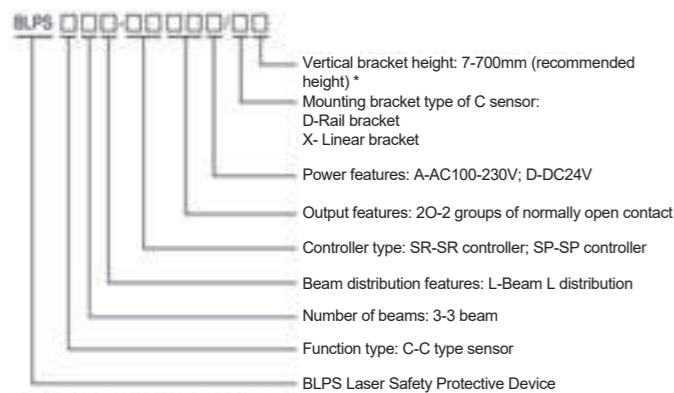 BLPS □□□-□□□□□/□□
Vertical bracket height: 7-700mm (recommended
height) *
Mounting bracket type of C sensor:
D-Rail bracket
X- Linear bracket
Power features: A-AC100-230V; D-DC24V
Output features: 2O-2 groups of normally open contact
Controller type: SR-SR controller; SP-SP controller
Beam distribution features: L-Beam L distribution
Number of beams: 3-3 beam
Function type: C-C type sensor
BLPS Laser Safety Protective Device